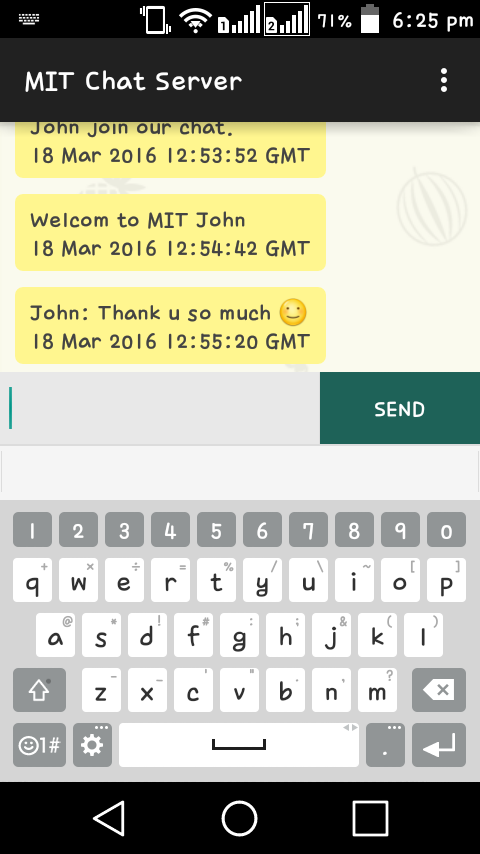 1 2 71% 6:25 pm
MIT Chat Server
John join our chat.
18 Mar 2016 12:53:52 GMT
Welcom to MIT John
18 Mar 2016 12:54:42 GMT
John: Thank u so much 🙂
18 Mar 2016 12:55:20 GMT
SEND
1 2 3 4 5 6 7 8 9 0
+ × ÷ = % / \ ~ [ ]
q w e r t y u i o p
@ * ! # : ; & ( )
a s d f g h j k l
- _ ' " . , ?
z x c v b n m
☺1# .